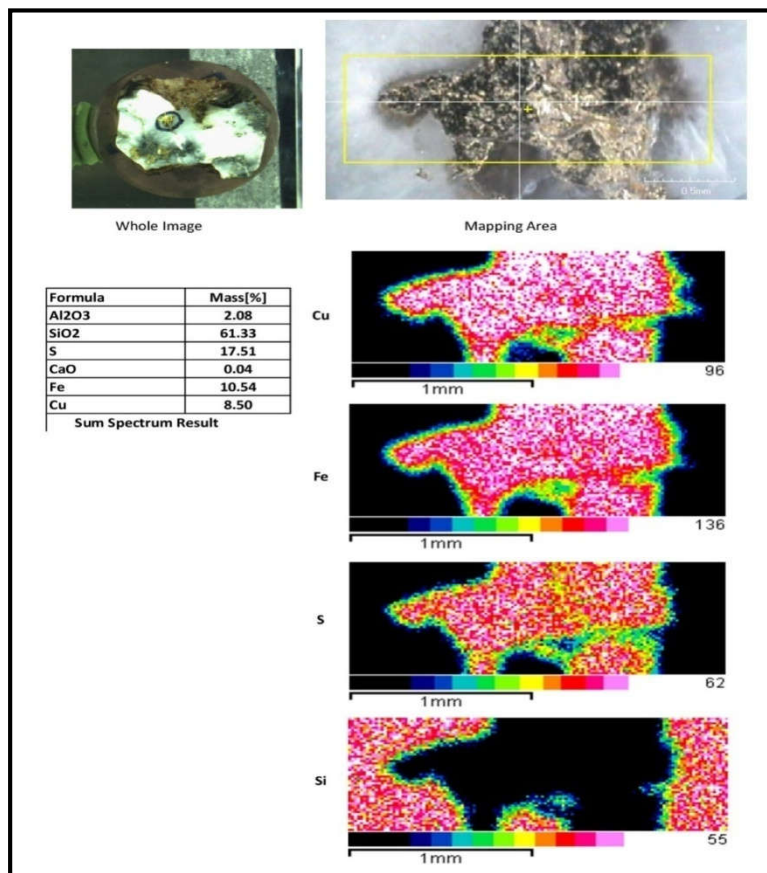 Whole Image
Mapping Area
0.5mm
Formula Mass[%]
Al2O3 2.08
SiO2 61.33
S 17.51
CaO 0.04
Fe 10.54
Cu 8.50
Sum Spectrum Result
Cu
96
1mm
Fe
136
1mm
S
62
1mm
Si
55
1mm